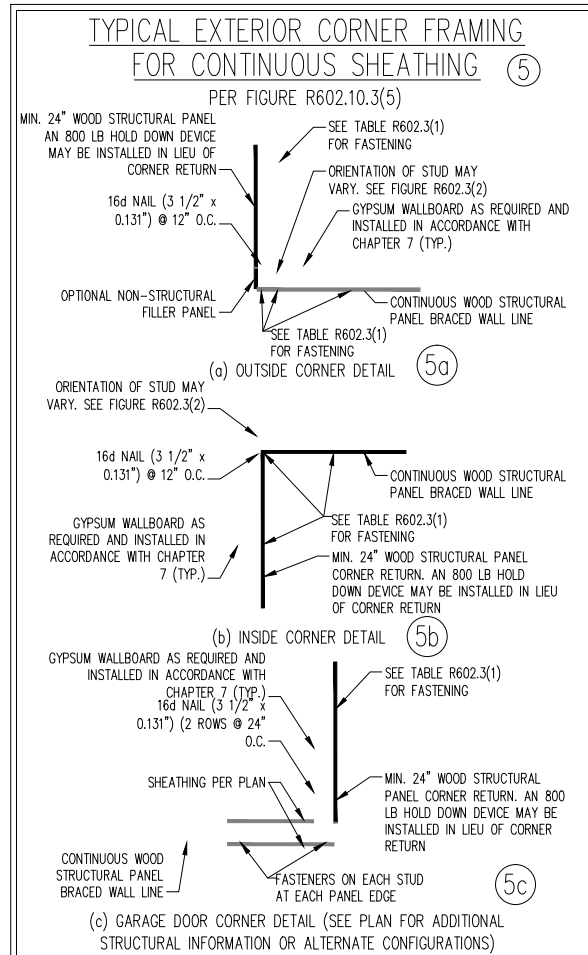 TYPICAL EXTERIOR CORNER FRAMING
FOR CONTINUOUS SHEATHING
5
PER FIGURE R602.10.3(5)
MIN. 24" WOOD STRUCTURAL PANEL
AN 800 LB HOLD DOWN DEVICE
MAY BE INSTALLED IN LIEU OF
CORNER RETURN
16d NAIL (3 1/2" x
0.131") @ 12" O.C.
OPTIONAL NON-STRUCTURAL
FILLER PANEL
SEE TABLE R602.3(1)
FOR FASTENING
ORIENTATION OF STUD MAY
VARY. SEE FIGURE R602.3(2)
GYPSUM WALLBOARD AS REQUIRED AND
INSTALLED IN ACCORDANCE WITH
CHAPTER 7 (TYP.)
CONTINUOUS WOOD STRUCTURAL
PANEL BRACED WALL LINE
SEE TABLE R602.3(1)
FOR FASTENING
(a) OUTSIDE CORNER DETAIL
5a
ORIENTATION OF STUD MAY
VARY. SEE FIGURE R602.3(2)
16d NAIL (3 1/2" x
0.131") @ 12" O.C.
GYPSUM WALLBOARD AS
REQUIRED AND INSTALLED IN
ACCORDANCE WITH CHAPTER
7 (TYP.)
CONTINUOUS WOOD STRUCTURAL
PANEL BRACED WALL LINE
SEE TABLE R602.3(1)
FOR FASTENING
MIN. 24" WOOD STRUCTURAL PANEL
CORNER RETURN. AN 800 LB HOLD
DOWN DEVICE MAY BE INSTALLED IN LIEU
OF CORNER RETURN
(b) INSIDE CORNER DETAIL
5b
GYPSUM WALLBOARD AS REQUIRED AND
INSTALLED IN ACCORDANCE WITH
CHAPTER 7 (TYP.)
16d NAIL (3 1/2" x
0.131") (2 ROWS @ 24"
O.C.
SHEATHING PER PLAN
CONTINUOUS WOOD
STRUCTURAL PANEL
BRACED WALL LINE
SEE TABLE R602.3(1)
FOR FASTENING
MIN. 24" WOOD STRUCTURAL
PANEL CORNER RETURN. AN 800
LB HOLD DOWN DEVICE MAY BE
INSTALLED IN LIEU OF CORNER
RETURN
FASTENERS ON EACH STUD
AT EACH PANEL EDGE
5c
(c) GARAGE DOOR CORNER DETAIL (SEE PLAN FOR ADDITIONAL
STRUCTURAL INFORMATION OR ALTERNATE CONFIGURATIONS)